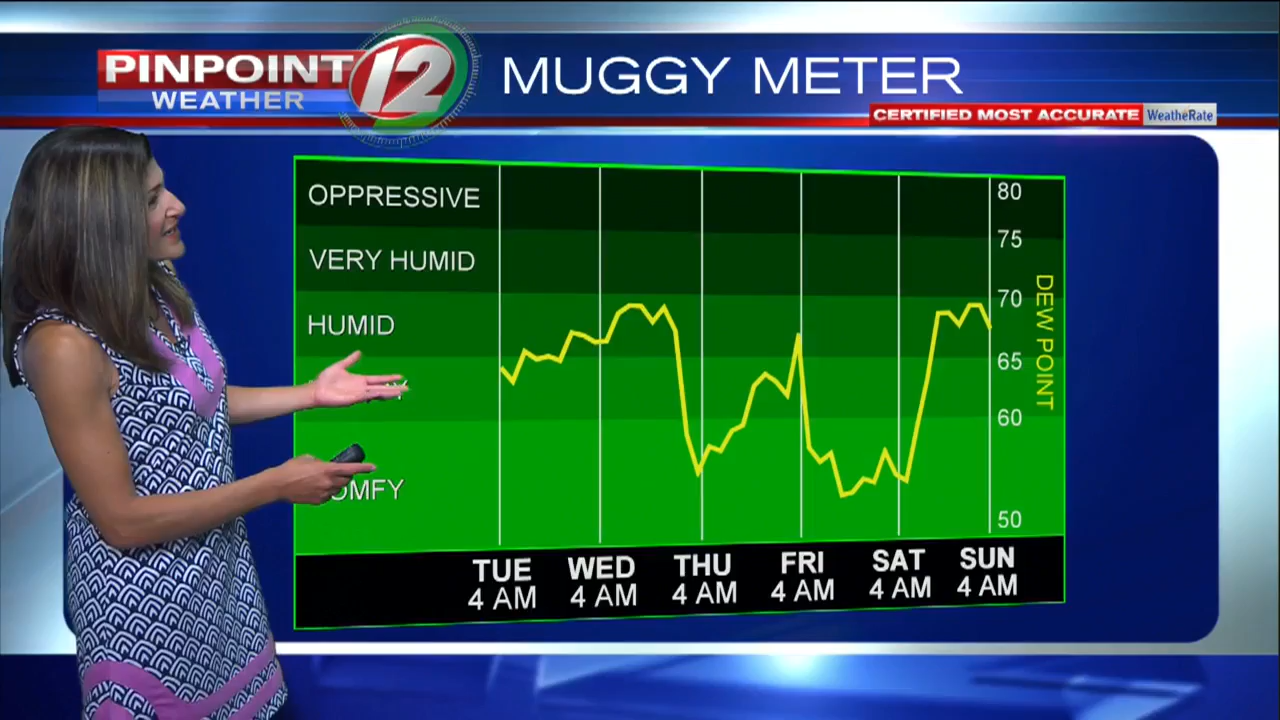 PINPOINT 12
WEATHER
MUGGY METER
CERTIFIED MOST ACCURATE WeatheRate
OPPRESSIVE
VERY HUMID
HUMID
OMFY
80
75
70
65
60
50
DEW POINT
TUE WED THU FRI SAT SUN
4 AM 4 AM 4 AM 4 AM 4 AM 4 AM